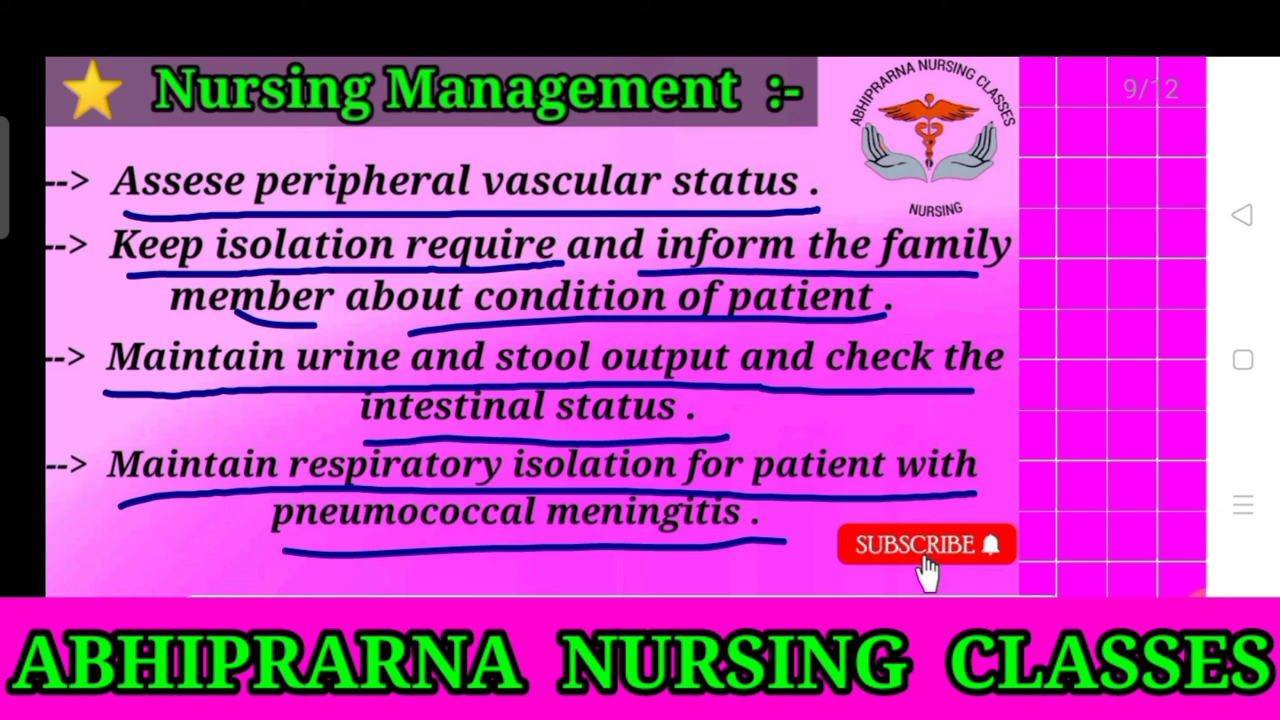 Nursing Management :-
ABHIPRARNA NURSING CLASSES
NURSING
9/12
--> Assese peripheral vascular status .
--> Keep isolation require and inform the family
member about condition of patient .
--> Maintain urine and stool output and check the
intestinal status .
--> Maintain respiratory isolation for patient with
pneumococcal meningitis .
SUBSCRIBE
ABHIPRARNA NURSING CLASSES